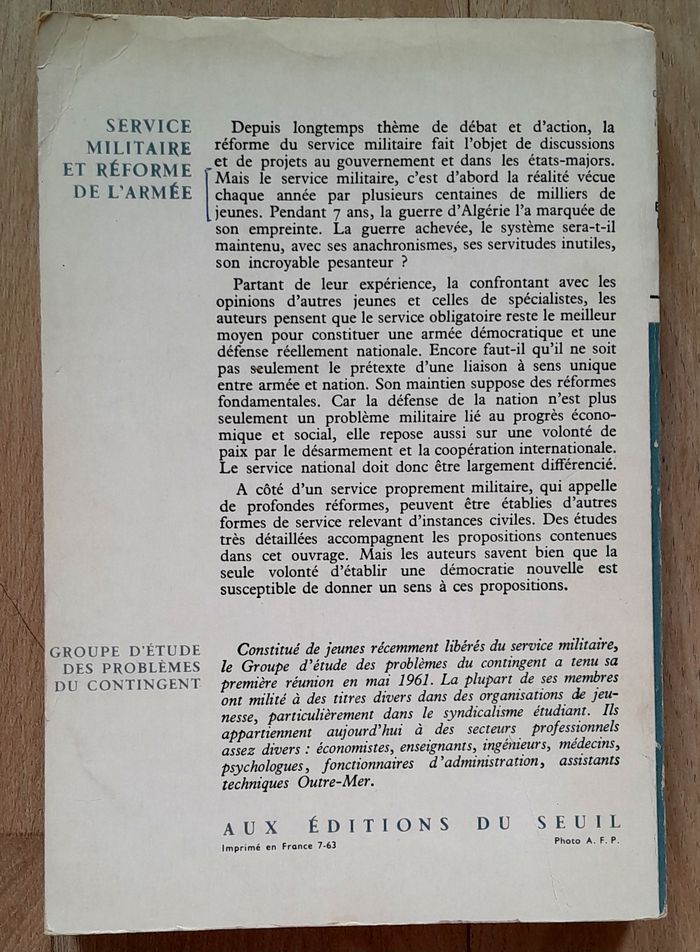 SERVICE
MILITAIRE
ET RÉFORME
DE L'ARMÉE
Depuis longtemps thème de débat et d'action, la
réforme du service militaire fait l'objet de discussions
et de projets au gouvernement et dans les états-majors.
Mais le service militaire, c'est d'abord la réalité vécue
chaque année par plusieurs centaines de milliers de
jeunes. Pendant 7 ans, la guerre d'Algérie l'a marquée de
son empreinte. La guerre achevée, le système sera-t-il
maintenu, avec ses anachronismes, ses servitudes inutiles,
son incroyable pesanteur ?
Partant de leur expérience, la confrontant avec les
opinions d'autres jeunes et celles de spécialistes, les
auteurs pensent que le service obligatoire reste le meilleur
moyen pour constituer une armée démocratique et une
défense réellement nationale. Encore faut-il qu'il ne soit
pas seulement le prétexte d'une liaison à sens unique
entre armée et nation. Son maintien suppose des réformes
fondamentales. Car la défense de la nation n'est plus
seulement un problème militaire lié au progrès écono-
mique et social, elle repose aussi sur une volonté de
paix par le désarmement et la coopération internationale.
Le service national doit donc être largement différencié.
A côté d'un service proprement militaire, qui appelle
de profondes réformes, peuvent être établies d'autres
formes de service relevant d'instances civiles. Des études
très détaillées accompagnent les propositions contenues
dans cet ouvrage. Mais les auteurs savent bien que la
seule volonté d'établir une démocratie nouvelle est
susceptible de donner un sens à ces propositions.
GROUPE D'ÉTUDE
DES PROBLÈMES
DU CONTINGENT
Constitué de jeunes récemment libérés du service militaire,
le Groupe d'étude des problèmes du contingent a tenu sa
première réunion en mai 1961. La plupart de ses membres
ont milité à des titres divers dans des organisations de jeu-
nesse, particulièrement dans le syndicalisme étudiant. Ils
appartiennent aujourd'hui à des secteurs professionnels
assez divers : économistes, enseignants, ingénieurs, médecins,
psychologues, fonctionnaires d'administration, assistants
techniques Outre-Mer.
AUX ÉDITIONS DU SEUIL
Imprimé en France 7-63
Photo A. F. P.